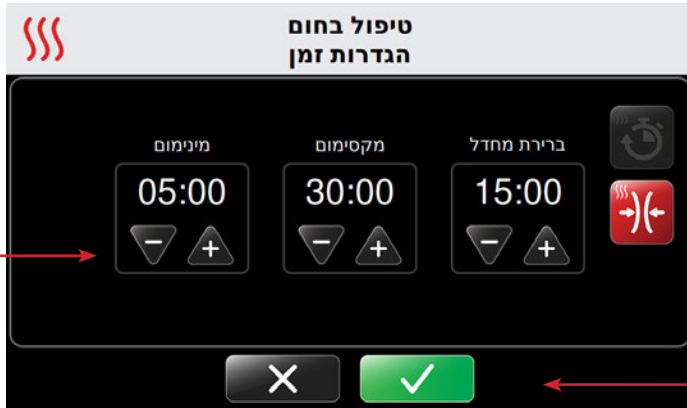 טיפול בחום
הגדרות זמן
ברירת מחדל
מקסימום
מינימום
15:00
30:00
05:00